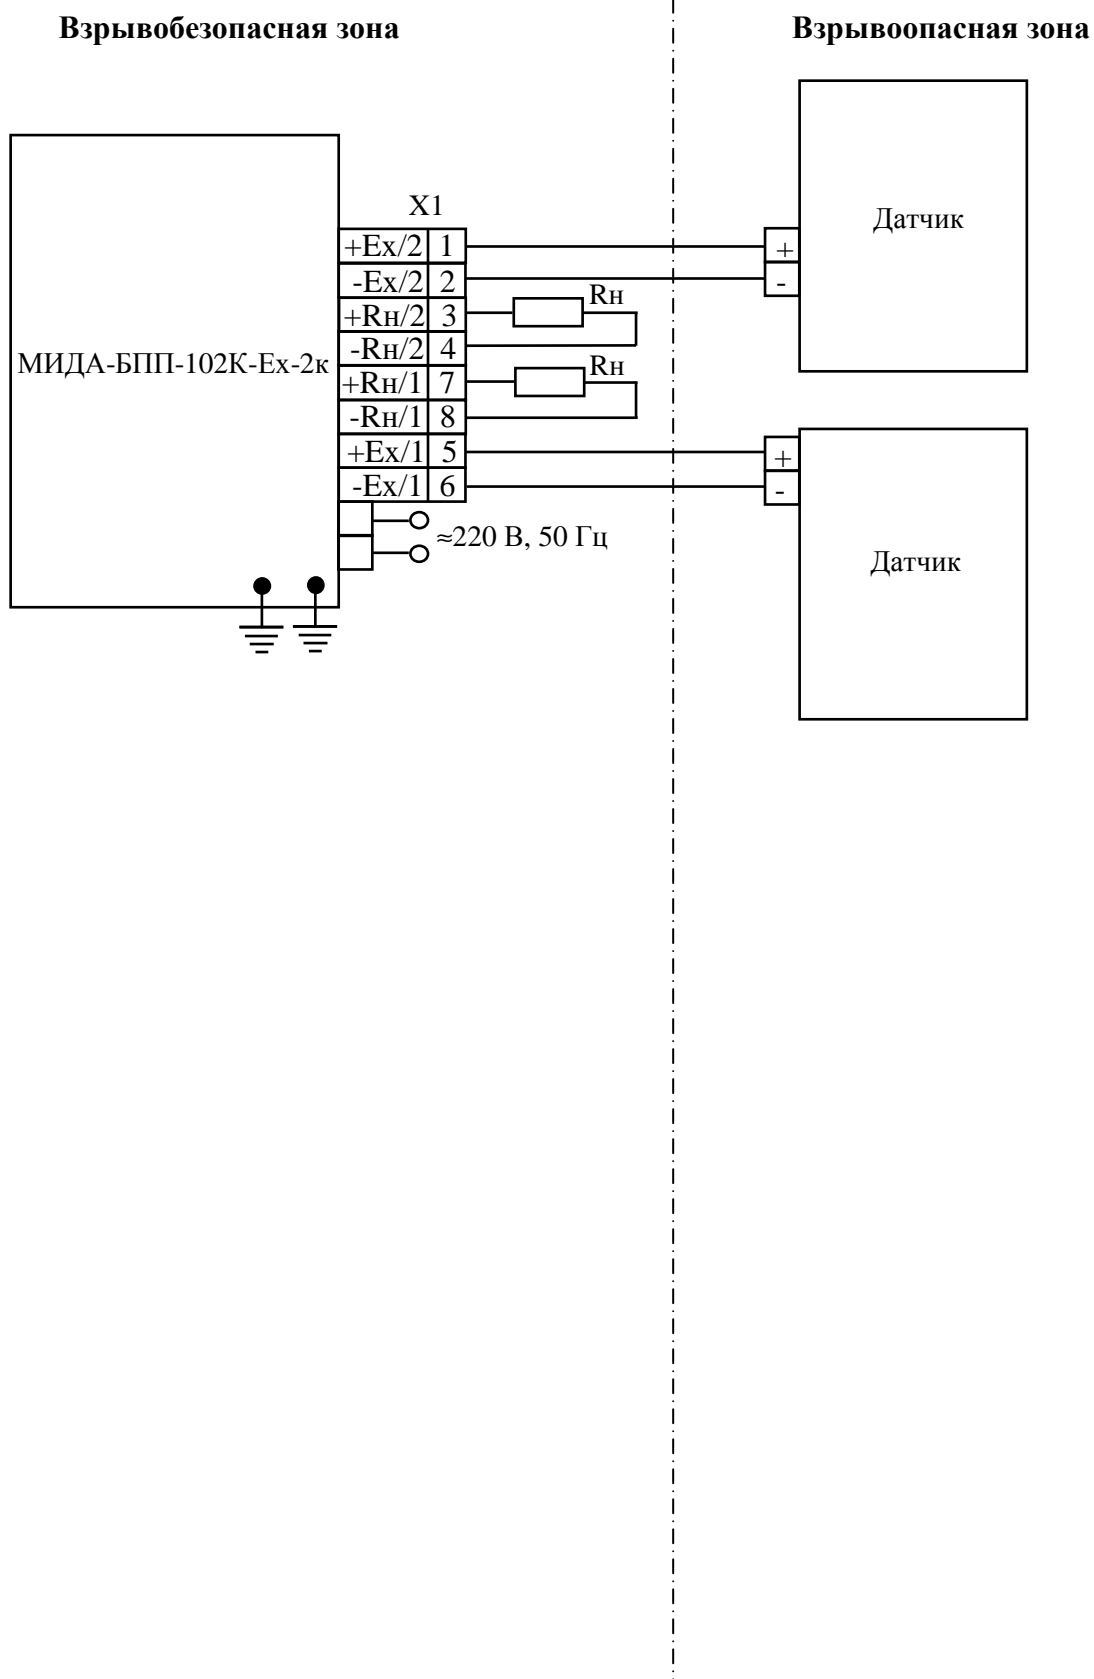 Взрывобезопасная зона
Взрывоопасная зона
X1
+Ex/2 1
-Ex/2 2
+Rн/2 3
-Rн/2 4
+Rн/1 7
-Rн/1 8
+Ex/1 5
-Ex/1 6
Rн
Rн
МИДА-БПП-102К-Ex-2к
≈220 В, 50 Гц
+
-
Датчик
+
-
Датчик